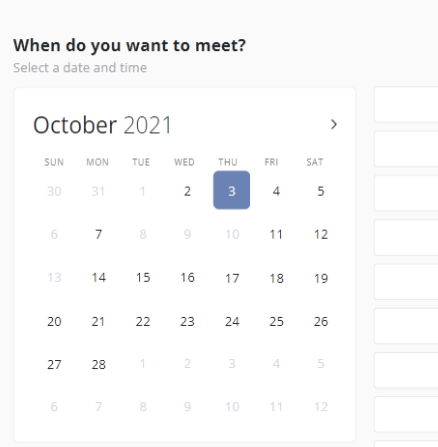 When do you want to meet?
Select a date and time
October 2021 >
SUN MON TUE WED THU FRI SAT
30 31 1 2 3 4 5
6 7 8 9 10 11 12
13 14 15 16 17 18 19
20 21 22 23 24 25 26
27 28 1 2 3 4 5
6 7 8 9 10 11 12